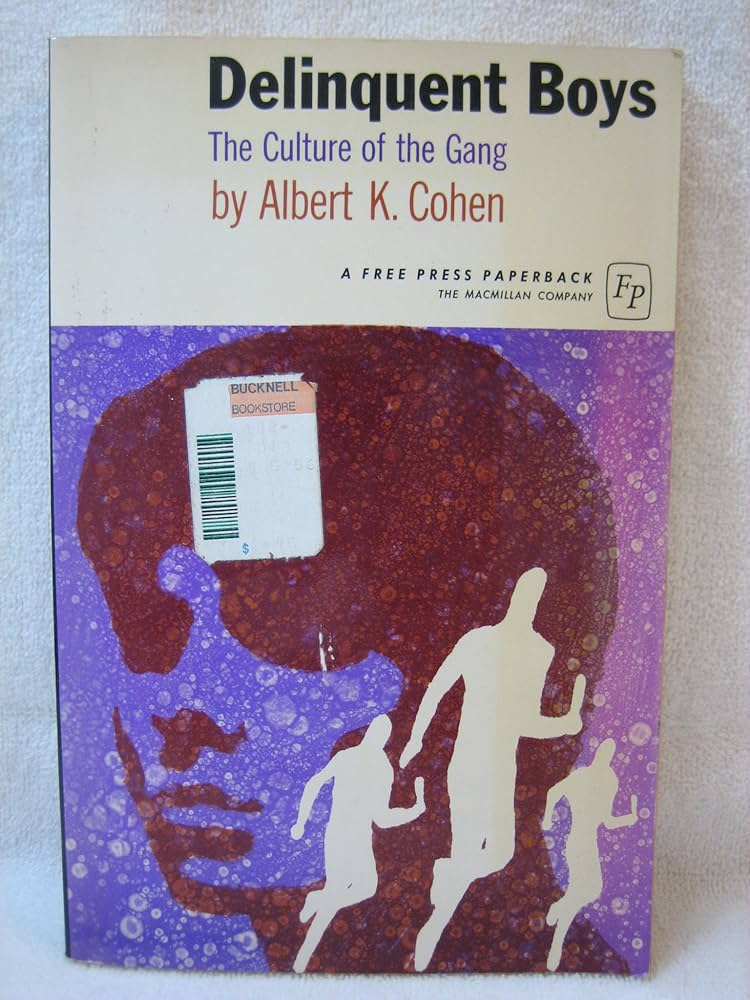 Delinquent Boys
The Culture of the Gang
by Albert K. Cohen
A FREE PRESS PAPERBACK
THE MACMILLAN COMPANY
FP
BUCKNELL
BOOKSTORE
$